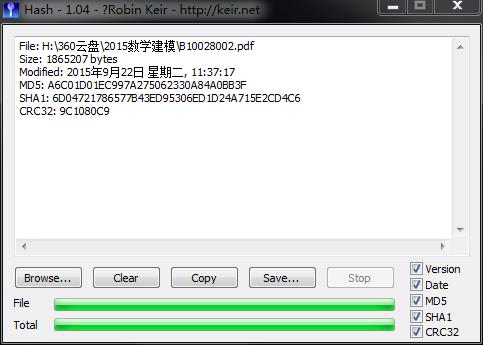 Hash - 1.04 - ?Robin Keir - http://keir.net
File: H:\360云盘\2015数学建模\B10028002.pdf
Size: 1865207 bytes
Modified: 2015年9月22日 星期二, 11:37:17
MD5: A6C01D01EC997A275062330A84A0BB3F
SHA1: 6D04721786577B43ED95306ED1D24A715E2CD4C6
CRC32: 9C1080C9
Browse...
Clear
Copy
Save...
Stop
Version
Date
MD5
SHA1
CRC32
File
Total